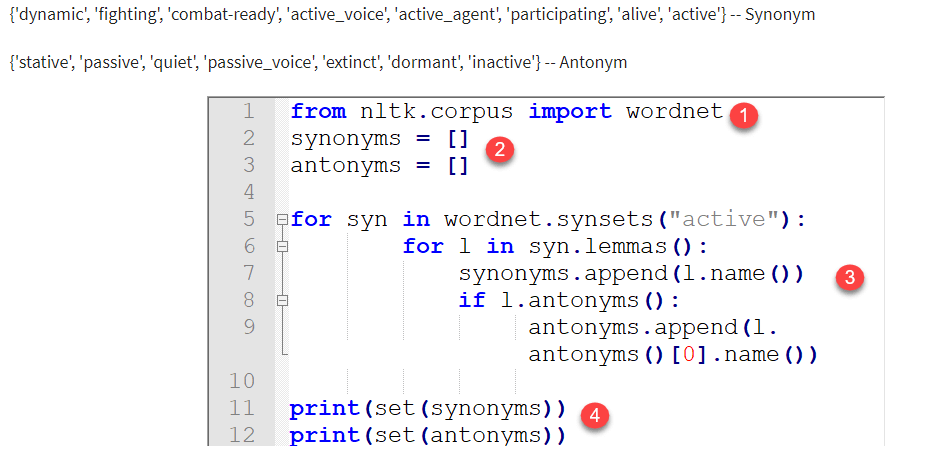 {'dynamic', 'fighting', 'combat-ready', 'active_voice', 'active_agent', 'participating', 'alive', 'active'} -- Synonym
{'stative', 'passive', 'quiet', 'passive_voice', 'extinct', 'dormant', 'inactive'} -- Antonym
1 from nltk.corpus import wordnet 1
2 synonyms = [] 2
3 antonyms = []
4
5 for syn in wordnet.synsets("active"):
6 for l in syn.lemmas():
7 synonyms.append(l.name()) 3
8 if l.antonyms():
9 antonyms.append(l.
antonyms()[0].name())
10
11 print(set(synonyms)) 4
12 print(set(antonyms))